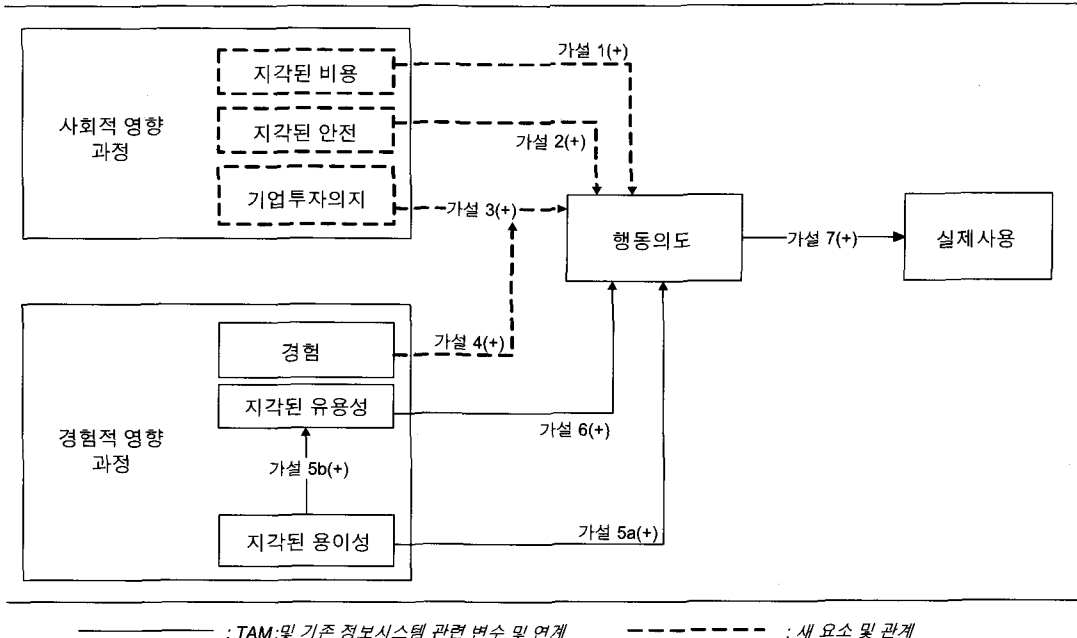 가설 1(+)
지각된 비용
사회적 영향
과정
지각된 안전
가설 2(+)
기업투자의지
가설 3(+)
행동의도
가설 7(+)
실제사용
경험
가설 4(+)
지각된 유용성
가설 6(+)
경험적 영향
과정
가설 5b(+)
지각된 용이성
가설 5a(+)
: TAM:및 기존 정보시스템 관련 변수 및 연계
: 새 요소 및 관계